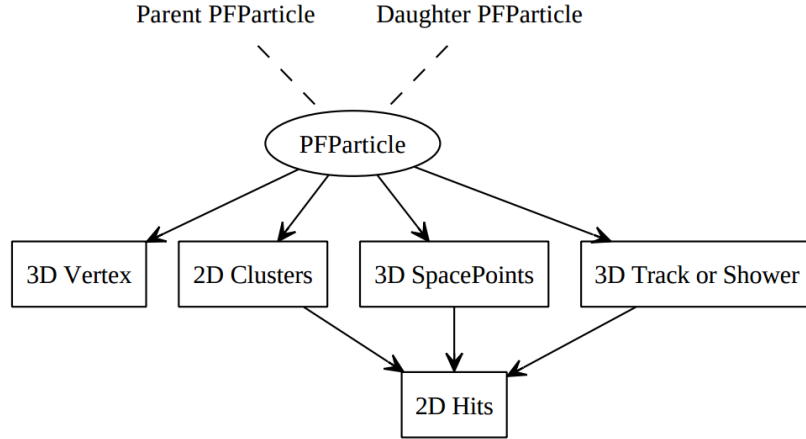 Parent PFParticle
Daughter PFParticle
PFParticle
3D Vertex
2D Clusters
3D SpacePoints
3D Track or Shower
2D Hits